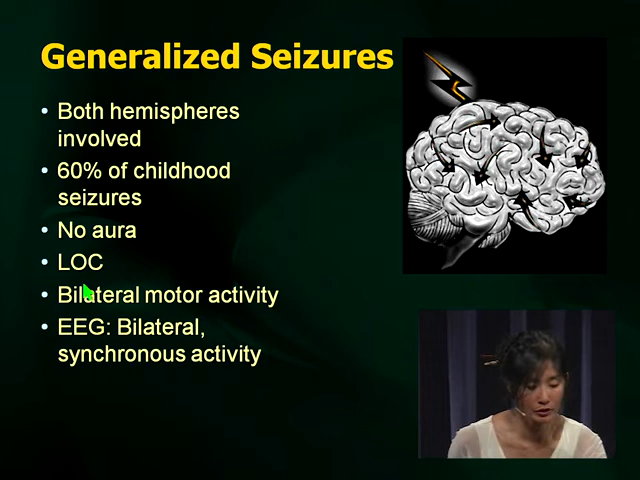 Generalized Seizures
• Both hemispheres
involved
• 60% of childhood
seizures
• No aura
• LOC
• Bilateral motor activity
• EEG: Bilateral,
synchronous activity